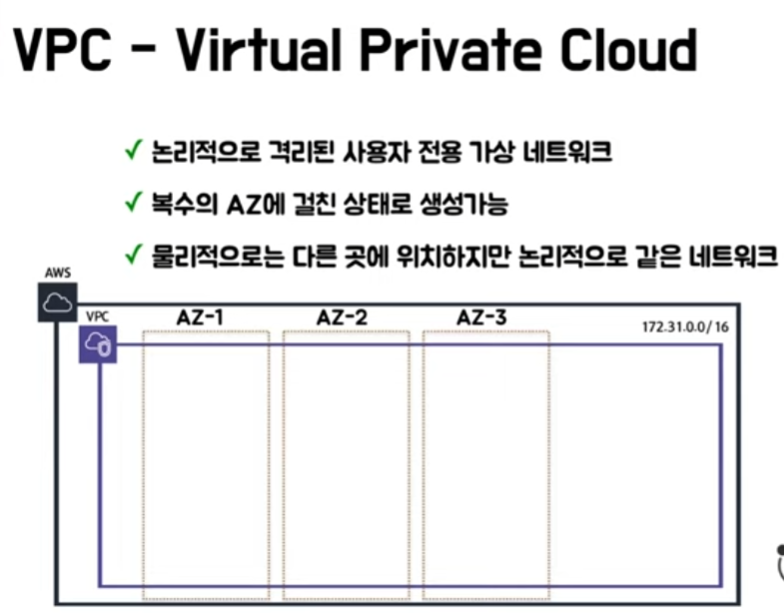 VPC - Virtual Private Cloud
✓ 논리적으로 격리된 사용자 전용 가상 네트워크
✓ 복수의 AZ에 걸친 상태로 생성가능
✓ 물리적으로는 다른 곳에 위치하지만 논리적으로 같은 네트워크
AWS
VPC
AZ-1
AZ-2
AZ-3
172.31.0.0/16